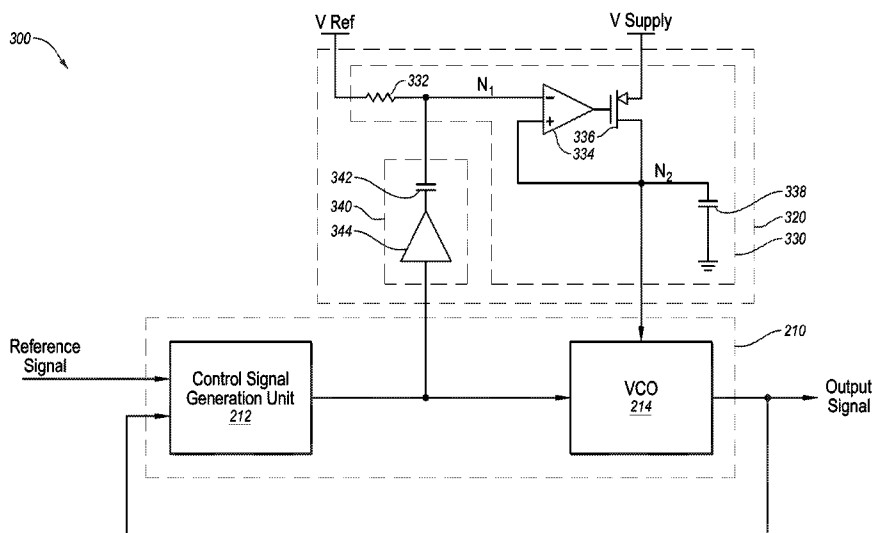 V Ref
V Supply
300
332
N1
-
+
334
336
N2
342
338
340
320
344
330
210
Reference
Signal
Control Signal
Generation Unit
212
VCO
214
Output
Signal